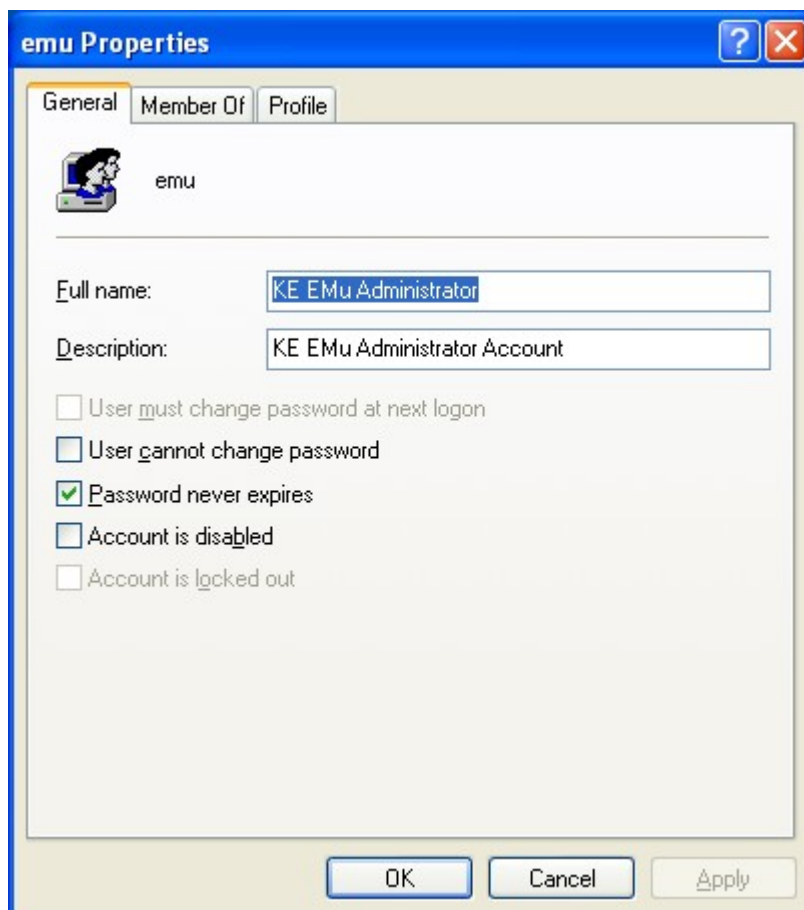 emu Properties
General Member Of Profile
emu
Full name: KE EMu Administrator
Description: KE EMu Administrator Account
User must change password at next logon
User cannot change password
Password never expires
Account is disabled
Account is locked out
OK Cancel Apply